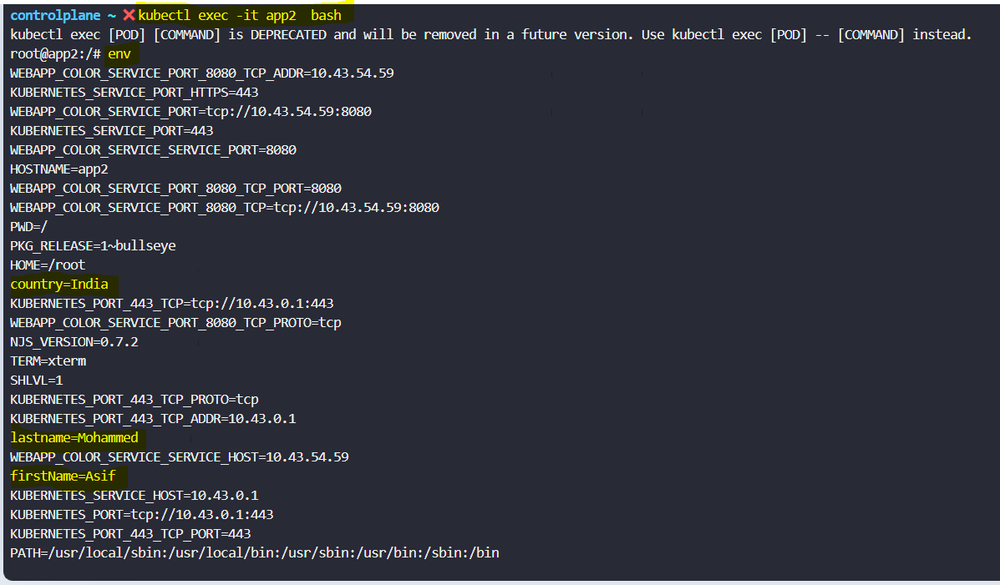 controlplane ~ ❌kubectl exec -it app2  bash
kubectl exec [POD] [COMMAND] is DEPRECATED and will be removed in a future version. Use kubectl exec [POD] -- [COMMAND] instead.
root@app2:/# env
WEBAPP_COLOR_SERVICE_PORT_8080_TCP_ADDR=10.43.54.59
KUBERNETES_SERVICE_PORT_HTTPS=443
WEBAPP_COLOR_SERVICE_PORT=tcp://10.43.54.59:8080
KUBERNETES_SERVICE_PORT=443
WEBAPP_COLOR_SERVICE_SERVICE_PORT=8080
HOSTNAME=app2
WEBAPP_COLOR_SERVICE_PORT_8080_TCP_PORT=8080
WEBAPP_COLOR_SERVICE_PORT_8080_TCP=tcp://10.43.54.59:8080
PWD=/
PKG_RELEASE=1~bullseye
HOME=/root
country=India
KUBERNETES_PORT_443_TCP=tcp://10.43.0.1:443
WEBAPP_COLOR_SERVICE_PORT_8080_TCP_PROTO=tcp
NJS_VERSION=0.7.2
TERM=xterm
SHLVL=1
KUBERNETES_PORT_443_TCP_PROTO=tcp
KUBERNETES_PORT_443_TCP_ADDR=10.43.0.1
lastname=Mohammed
WEBAPP_COLOR_SERVICE_SERVICE_HOST=10.43.54.59
firstName=Asif
KUBERNETES_SERVICE_HOST=10.43.0.1
KUBERNETES_PORT=tcp://10.43.0.1:443
KUBERNETES_PORT_443_TCP_PORT=443
PATH=/usr/local/sbin:/usr/local/bin:/usr/sbin:/usr/bin:/sbin:/bin